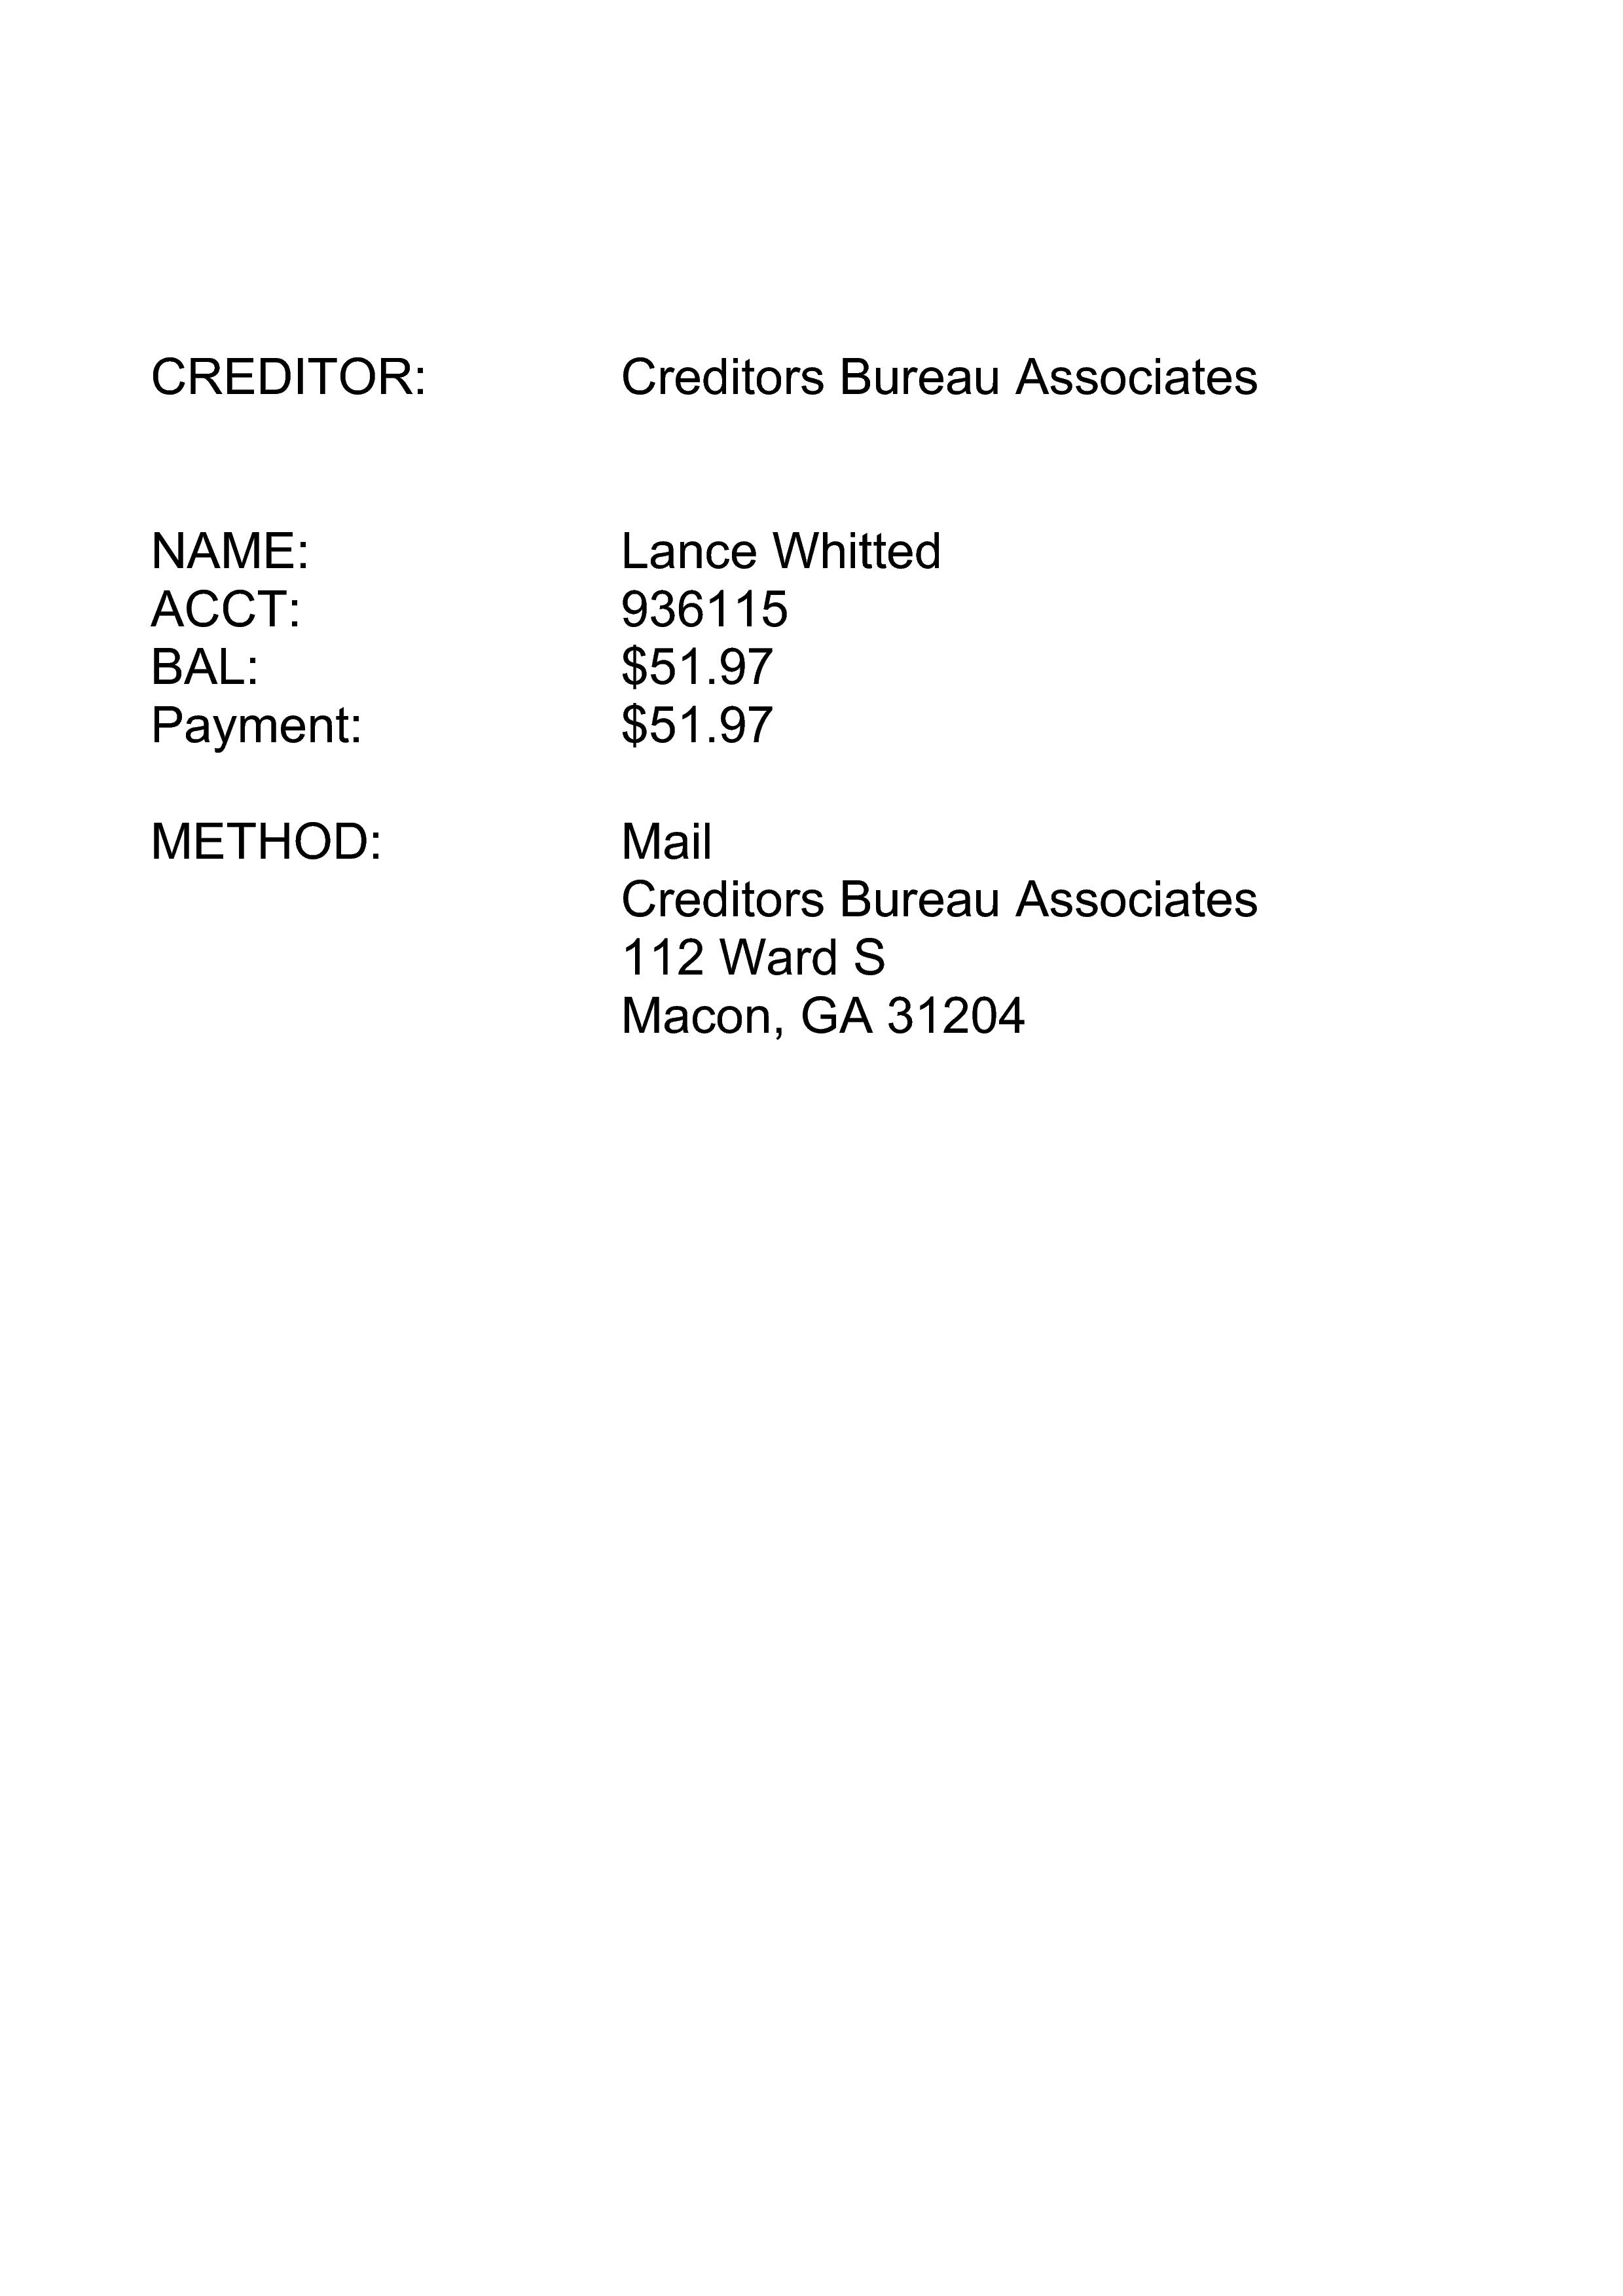 CREDITOR: Creditors Bureau Associates
NAME: Lance Whitted
ACCT: 936115
BAL: $51.97
Payment: $51.97
METHOD: Mail
Creditors Bureau Associates
112 Ward S
Macon, GA 31204